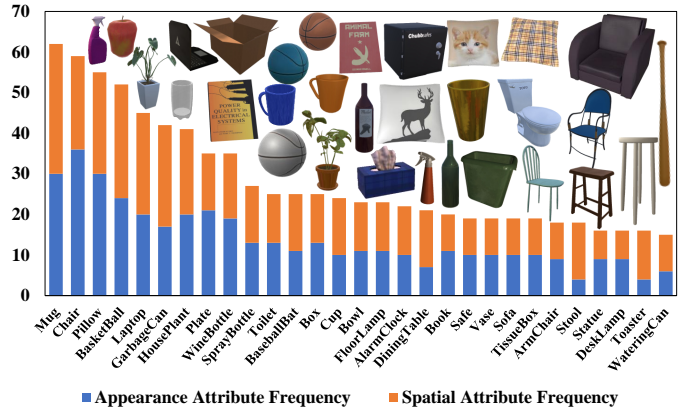 70
60
50
40
30
20
10
0
ANIMAL
FARM
Chubbsafes
POWER
QUALITY in
ELECTRICAL
SYSTEMS
Mug
Chair
Pillow
BasketBall
Laptop
GarbageCan
HousePlant
Plate
WineBottle
SprayBottle
Toilet
BaseballBat
Box
Cup
Bowl
FloorLamp
AlarmClock
DiningTable
Book
Safe
Vase
Sofa
TissueBox
ArmChair
Stool
Statue
DeskLamp
Toaster
WateringCan
Appearance Attribute Frequency
Spatial Attribute Frequency